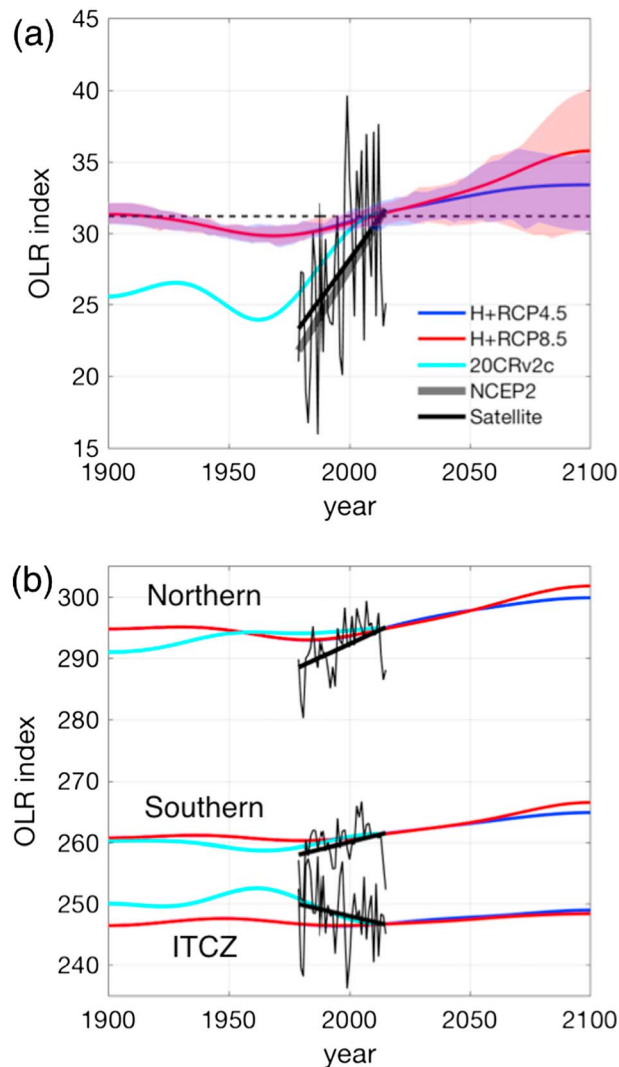 (a)
45
40
35
30
25
20
15
OLR index
H+RCP4.5
H+RCP8.5
20CRv2c
NCEP2
Satellite
1900 1950 2000 2050 2100
year
(b)
300
290
280
270
260
250
240
OLR index
Northern
Southern
ITCZ
1900 1950 2000 2050 2100
year